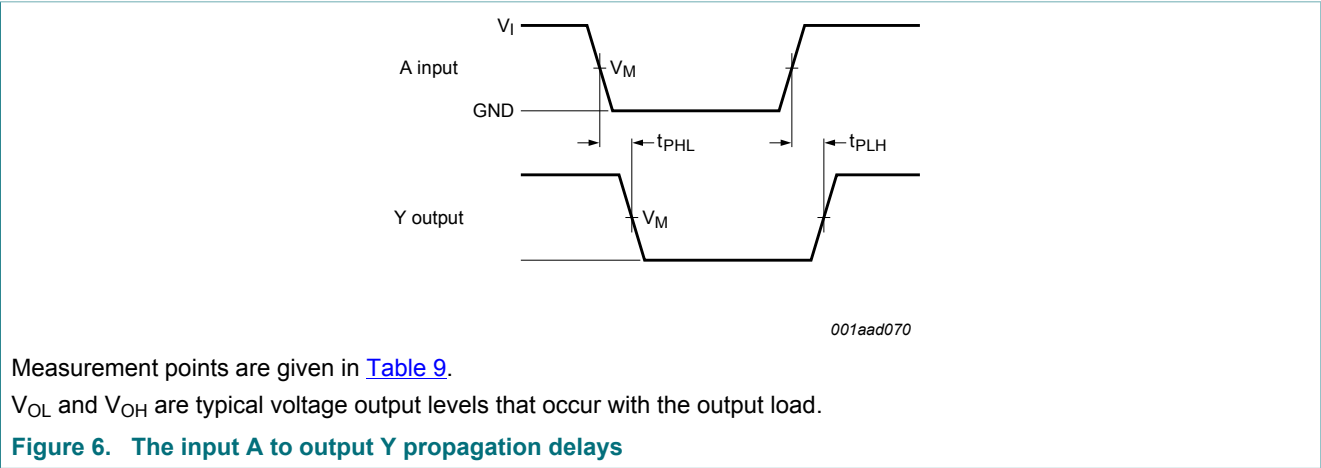 V_I
A input
V_M
GND
t_PHL
t_PLH
Y output
V_M
001aad070
Measurement points are given in Table 9.
V_OL and V_OH are typical voltage output levels that occur with the output load.
Figure 6. The input A to output Y propagation delays